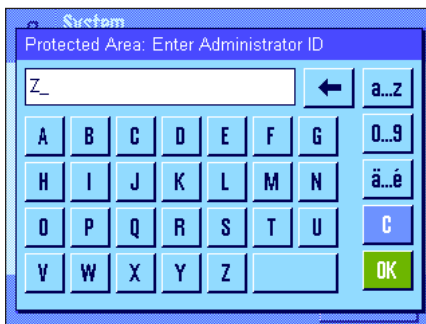 System
Protected Area: Enter Administrator ID
Z_
a...z
A B C D E F G 0...9
H I J K L M N ä...é
O P Q R S T U C
V W X Y Z OK